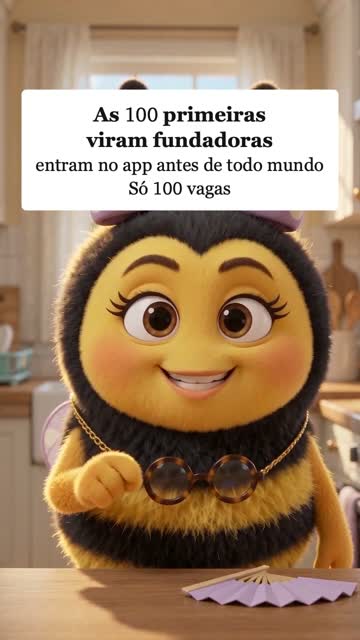 As 100 primeiras
viram fundadoras
entram no app antes de todo mundo
Só 100 vagas